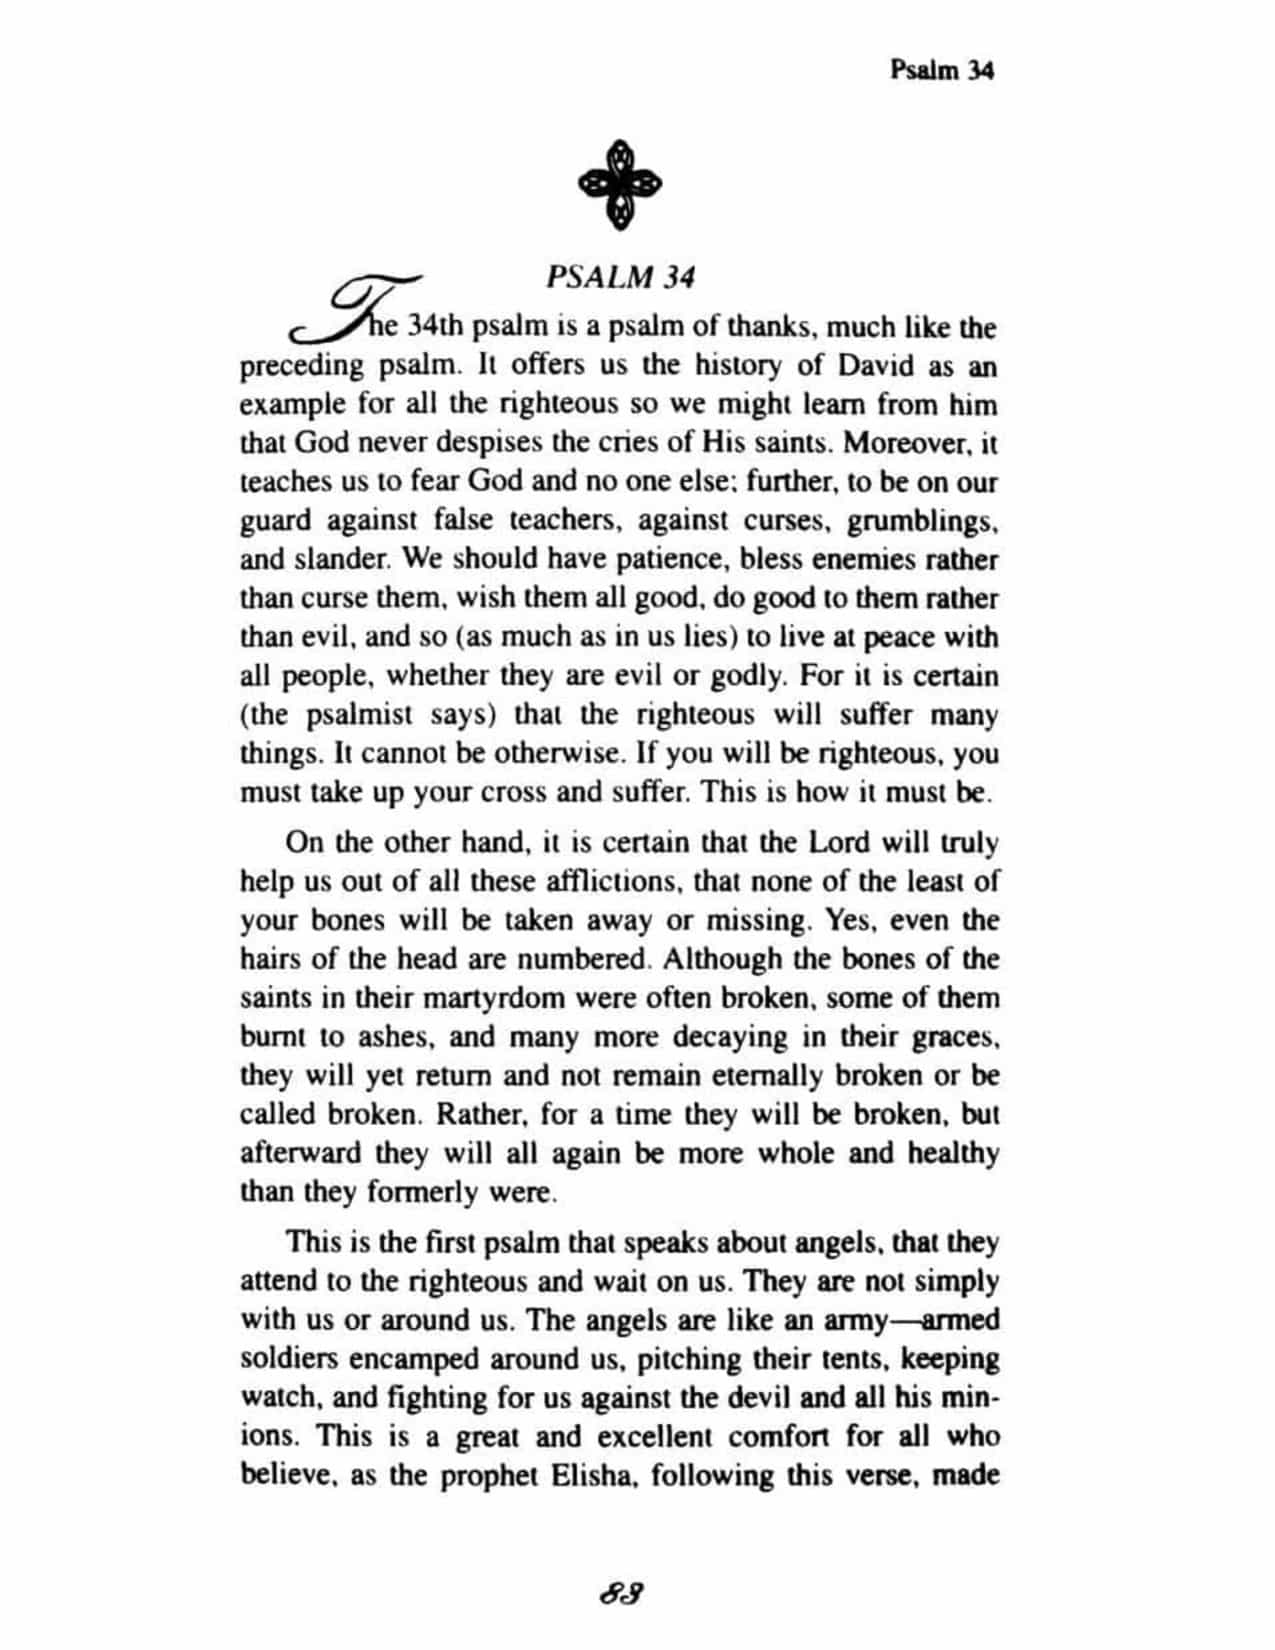 Psalm 34
PSALM 34
The 34th psalm is a psalm of thanks, much like the
preceding psalm. It offers us the history of David as an
example for all the righteous so we might learn from him
that God never despises the cries of His saints. Moreover, it
teaches us to fear God and no one else; further, to be on our
guard against false teachers, against curses, grumblings,
and slander. We should have patience, bless enemies rather
than curse them, wish them all good, do good to them rather
than evil, and so (as much as in us lies) to live at peace with
all people, whether they are evil or godly. For it is certain
(the psalmist says) that the righteous will suffer many
things. It cannot be otherwise. If you will be righteous, you
must take up your cross and suffer. This is how it must be.
On the other hand, it is certain that the Lord will truly
help us out of all these afflictions, that none of the least of
your bones will be taken away or missing. Yes, even the
hairs of the head are numbered. Although the bones of the
saints in their martyrdom were often broken, some of them
burnt to ashes, and many more decaying in their graces,
they will yet return and not remain eternally broken or be
called broken. Rather, for a time they will be broken, but
afterward they will all again be more whole and healthy
than they formerly were.
This is the first psalm that speaks about angels, that they
attend to the righteous and wait on us. They are not simply
with us or around us. The angels are like an army—armed
soldiers encamped around us, pitching their tents, keeping
watch, and fighting for us against the devil and all his min-
ions. This is a great and excellent comfort for all who
believe, as the prophet Elisha, following this verse, made
83